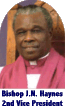 Bishop J.N. Haynes
2nd Vice President